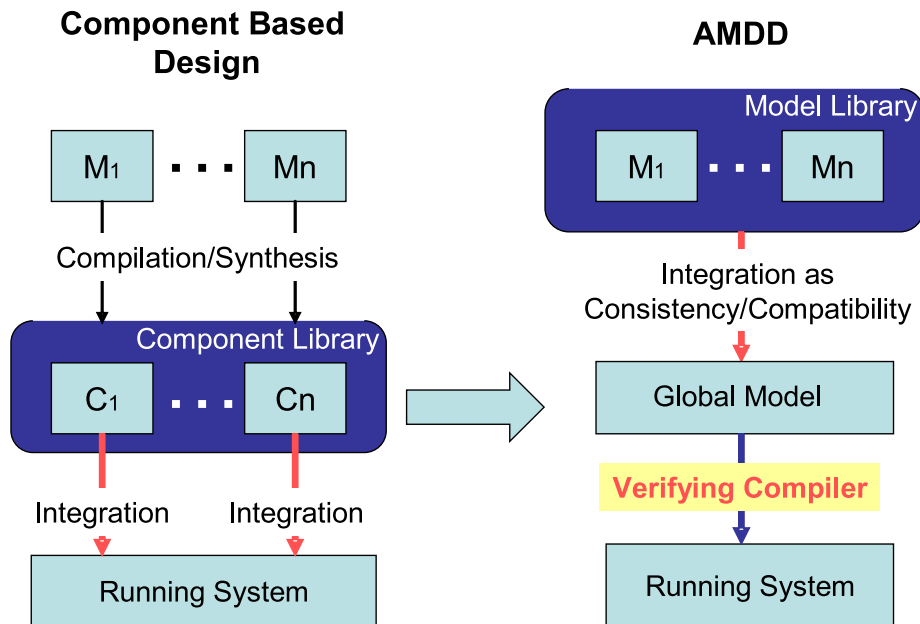 Component Based
Design
M1 ... Mn
Compilation/Synthesis
Component Library
C1 ... Cn
Integration Integration
Running System
AMDD
Model Library
M1 ... Mn
Integration as
Consistency/Compatibility
Global Model
Verifying Compiler
Running System